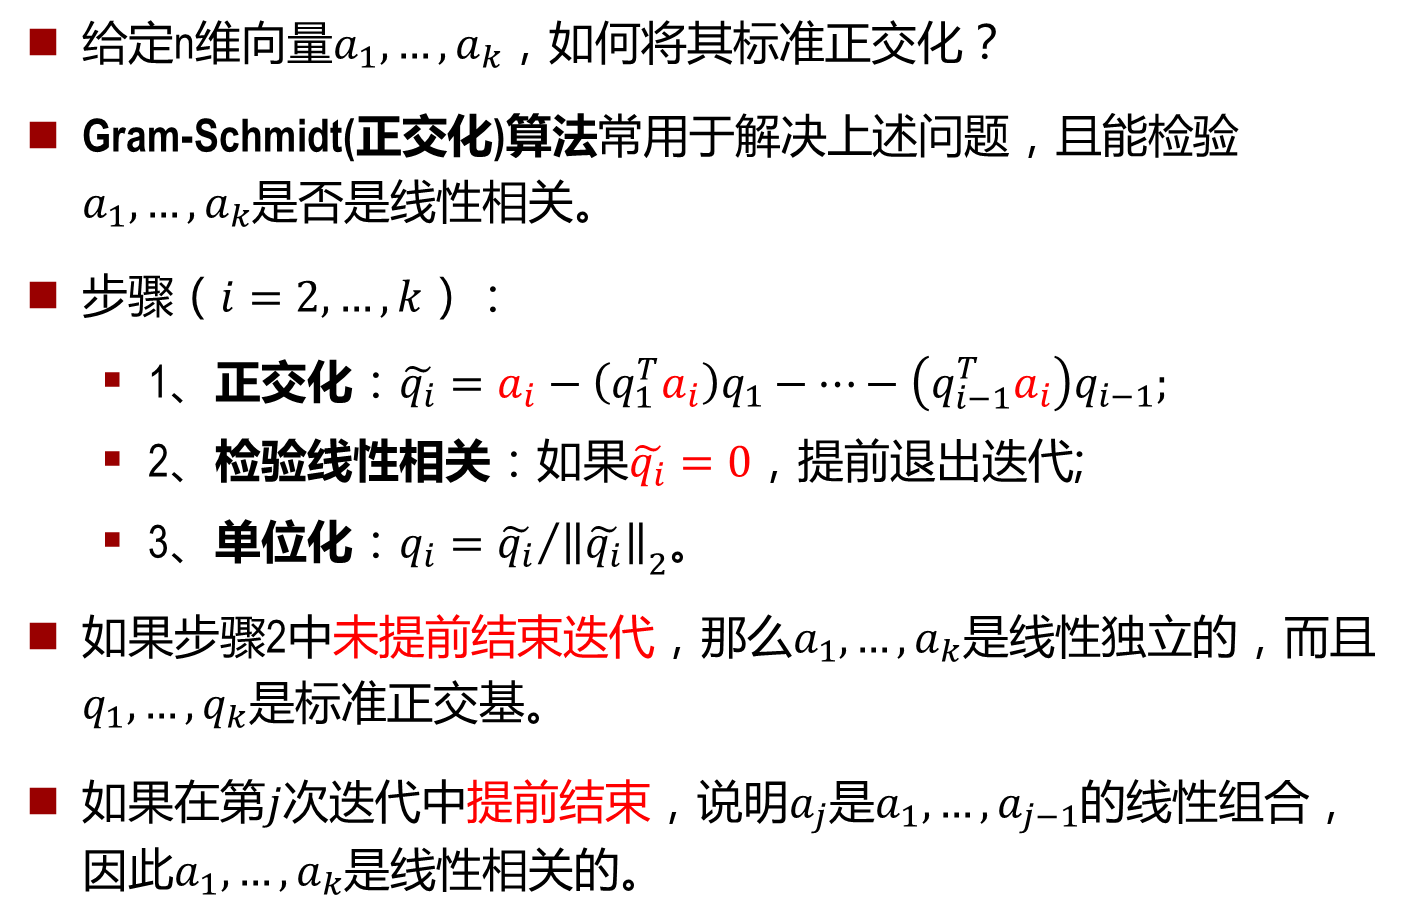 ■ 给定n维向量𝑎₁, … , 𝑎ₖ，如何将其标准正交化？
■ Gram-Schmidt(正交化)算法常用于解决上述问题，且能检验
𝑎₁, … , 𝑎ₖ是否是线性相关。
■ 步骤（𝑖 = 2, … , 𝑘）：
▪ 1、正交化：q̃ᵢ = aᵢ − (q₁ᵀaᵢ)q₁ − ⋯ − (qᵢ₋₁ᵀaᵢ)qᵢ₋₁;
▪ 2、检验线性相关：如果q̃ᵢ = 0，提前退出迭代;
▪ 3、单位化：qᵢ = q̃ᵢ/‖q̃ᵢ‖₂。
■ 如果步骤2中未提前结束迭代，那么𝑎₁, … , 𝑎ₖ是线性独立的，而且
𝑞₁, … , 𝑞ₖ是标准正交基。
■ 如果在第𝑗次迭代中提前结束，说明𝑎ⱼ是𝑎₁, … , 𝑎ⱼ₋₁的线性组合，
因此𝑎₁, … , 𝑎ₖ是线性相关的。